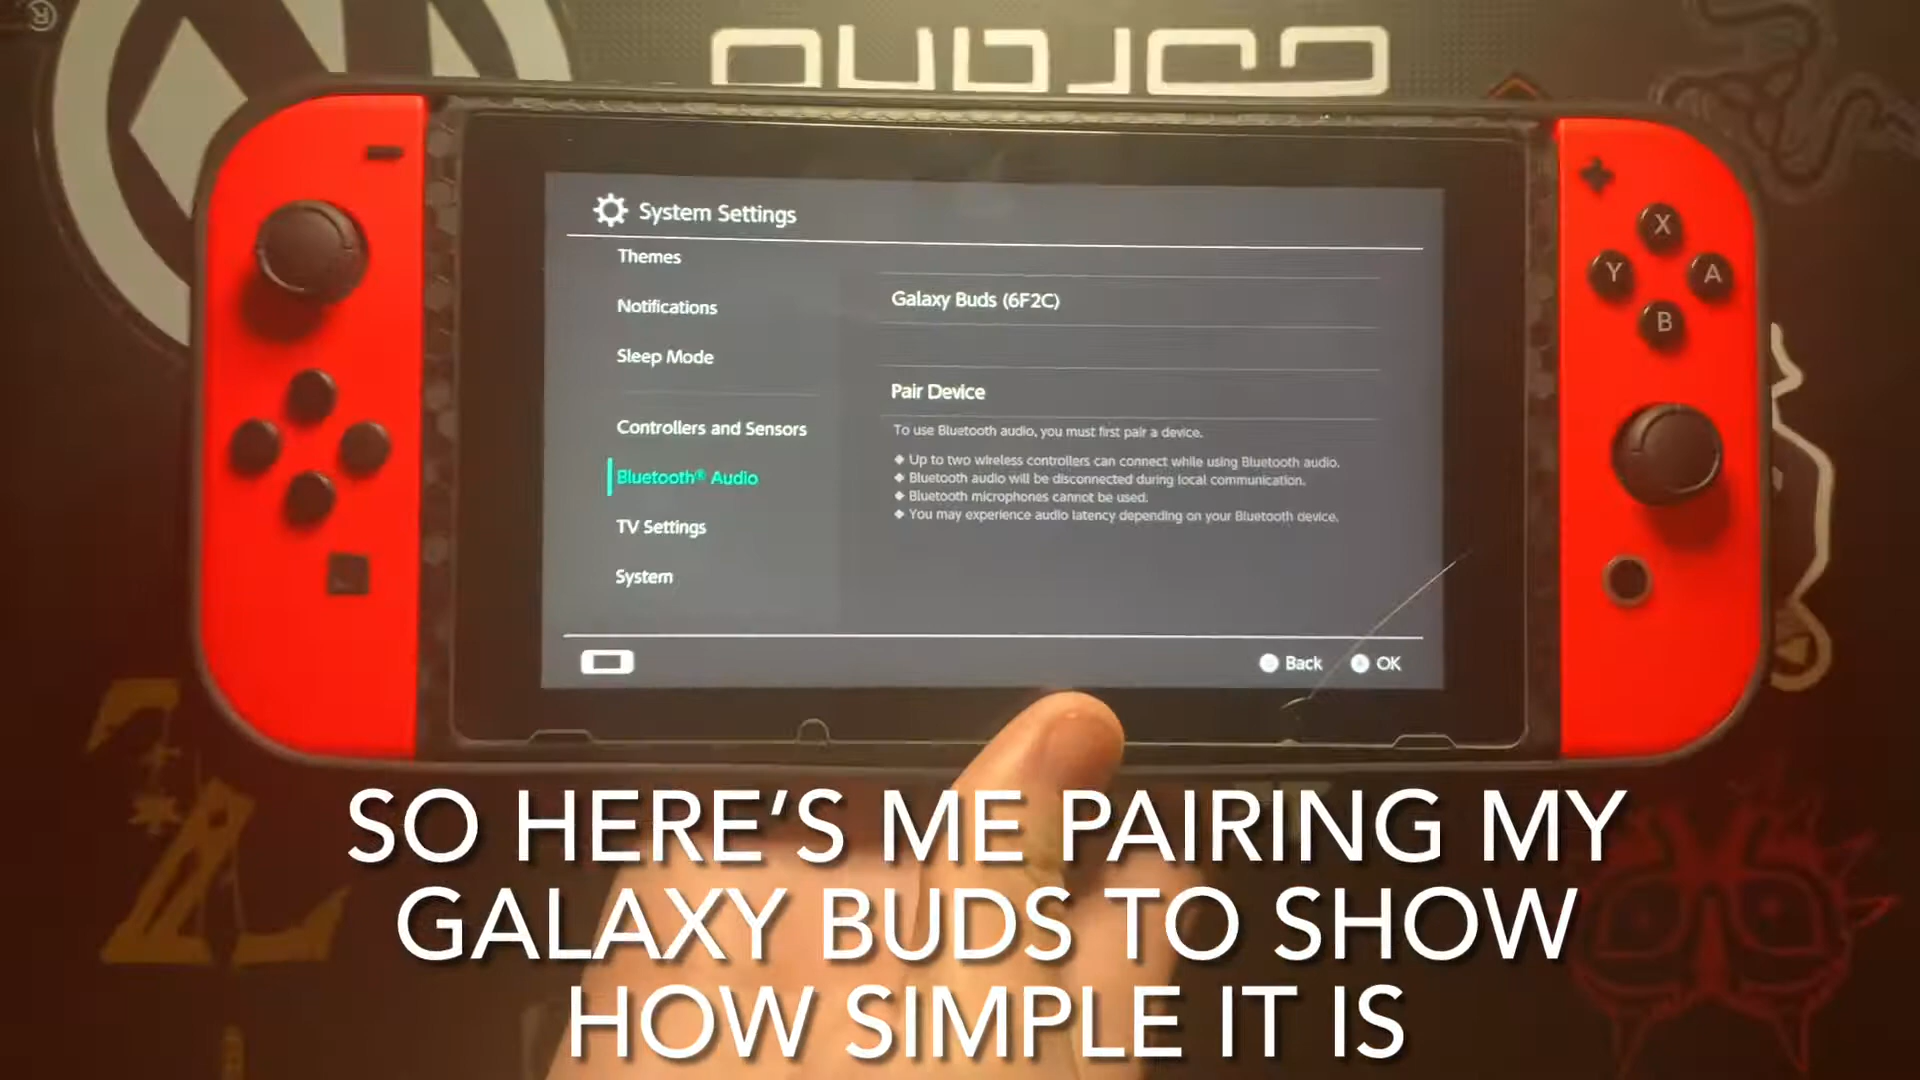 System Settings
Themes
Notifications
Sleep Mode
Controllers and Sensors
Bluetooth® Audio
TV Settings
System
Galaxy Buds (6F2C)
Pair Device
To use Bluetooth audio, you must first pair a device.
◆ Up to two wireless controllers can connect while using Bluetooth audio.
◆ Bluetooth audio will be disconnected during local communication.
◆ Bluetooth microphones cannot be used.
◆ You may experience audio latency depending on your Bluetooth device.
Back
OK
X
Y
A
B
SO HERE'S ME PAIRING MY
GALAXY BUDS TO SHOW
HOW SIMPLE IT IS